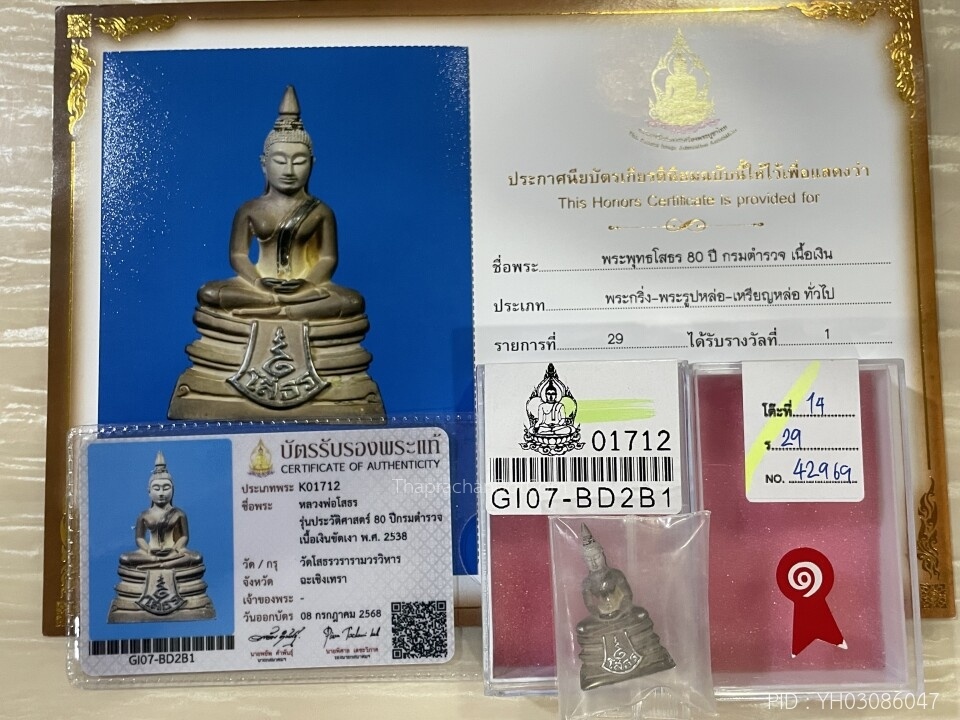 ประกาศนียบัตรเกียรติยศฉบับนี้ให้ไว้เพื่อแสดงว่า
This Honors Certificate is provided for
ชื่อพระ พระพุทธโสธร 80 ปี กรมตำรวจ เนื้อเงิน
ประเภท พระกริ่ง-พระรูปหล่อ-เหรียญหล่อ ทั่วไป
รายการที่ 29 ได้รับรางวัลที่ 1
โสธร
บัตรรับรองพระแท้
CERTIFICATE OF AUTHENTICITY
ประเภทพระ K01712
ชื่อพระ หลวงพ่อโสธร
รุ่นประวัติศาสตร์ 80 ปีกรมตำรวจ
เนื้อเงินขัดเงา พ.ศ. 2538
วัด / กรุ วัดโสธรวรารามวรวิหาร
จังหวัด ฉะเชิงเทรา
เจ้าของพระ -
วันออกบัตร 08 กรกฎาคม 2568
GI07-BD2B1
โสธร
01712
GI07-BD2B1
โสธร
โต๊ะที่ 14
ร 29
NO. 42969
๑
PID : YH03086047